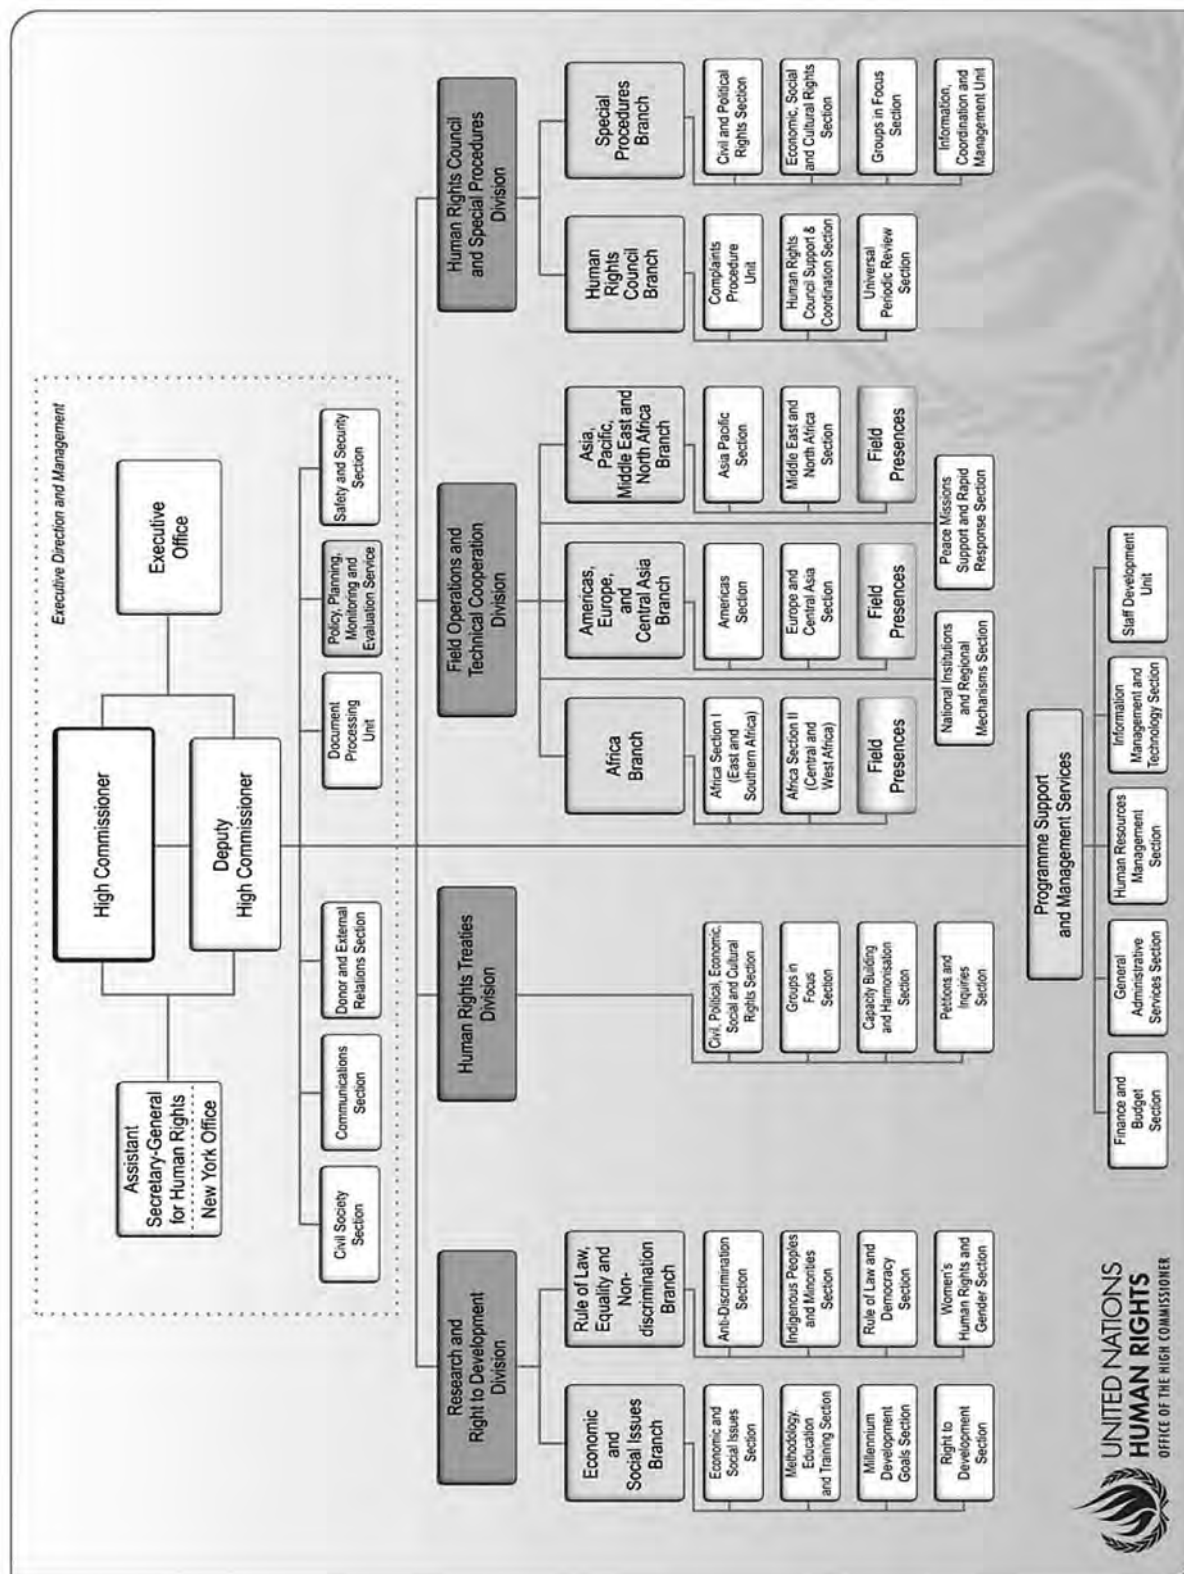 Executive Direction and Management
High Commissioner
Assistant
Secretary-General
for Human Rights
New York Office
Executive
Office
Deputy
High Commissioner
Civil Society
Section
Communications
Section
Donor and External
Relations Section
Document
Processing
Unit
Policy, Planning,
Monitoring and
Evaluation Service
Safety and Security
Section
Research and
Right to Development
Division
Human Rights Treaties
Division
Field Operations and
Technical Cooperation
Division
Human Rights Council
and Special Procedures
Division
Economic
and
Social Issues
Branch
Rule of Law,
Equality and
Non-
discrimination
Branch
Africa
Branch
Americas,
Europe,
and
Central Asia
Branch
Asia,
Pacific,
Middle East and
North Africa
Branch
Human
Rights
Council
Branch
Special
Procedures
Branch
Economic and
Social Issues
Section
Methodology,
Education
and Training Section
Millennium
Development
Goals Section
Right to
Development
Section
Anti-Discrimination
Section
Indigenous Peoples
and Minorities
Section
Rule of Law and
Democracy
Section
Women's
Human Rights and
Gender Section
Civil, Political, Economic,
Social and Cultural
Rights Section
Groups in
Focus
Section
Capacity Building
and Harmonisation
Section
Petitions and
Inquiries
Section
Africa Section I
(East and
Southern Africa)
Africa Section II
(Central and
West Africa)
Field
Presences
Americas
Section
Europe and
Central Asia
Section
Field
Presences
Asia Pacific
Section
Middle East and
North Africa
Section
Field
Presences
National Institutions
and Regional
Mechanisms Section
Peace Missions
Support and Rapid
Response Section
Complaints
Procedure
Unit
Human Rights
Council Support &
Coordination Section
Universal
Periodic Review
Section
Civil and Political
Rights Section
Economic, Social
and Cultural Rights
Section
Groups in Focus
Section
Information,
Coordination and
Management Unit
Programme Support
and Management Services
Finance and
Budget
Section
General
Administrative
Services Section
Human Resources
Management
Section
Information
Management and
Technology Section
Staff Development
Unit
UNITED NATIONS
HUMAN RIGHTS
OFFICE OF THE HIGH COMMISSIONER